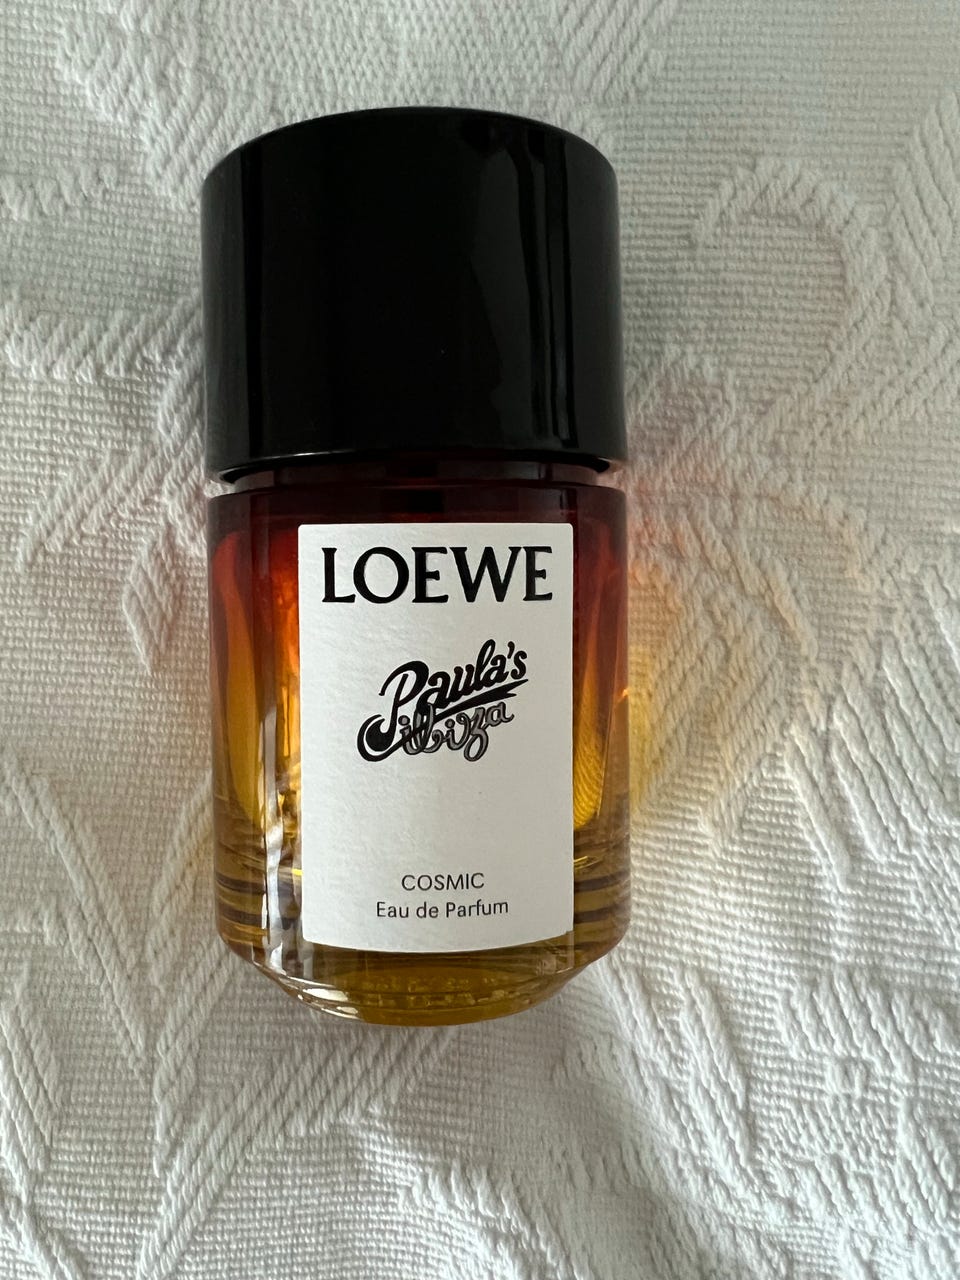 LOEWE
Paula's
ibiza
COSMIC
Eau de Parfum